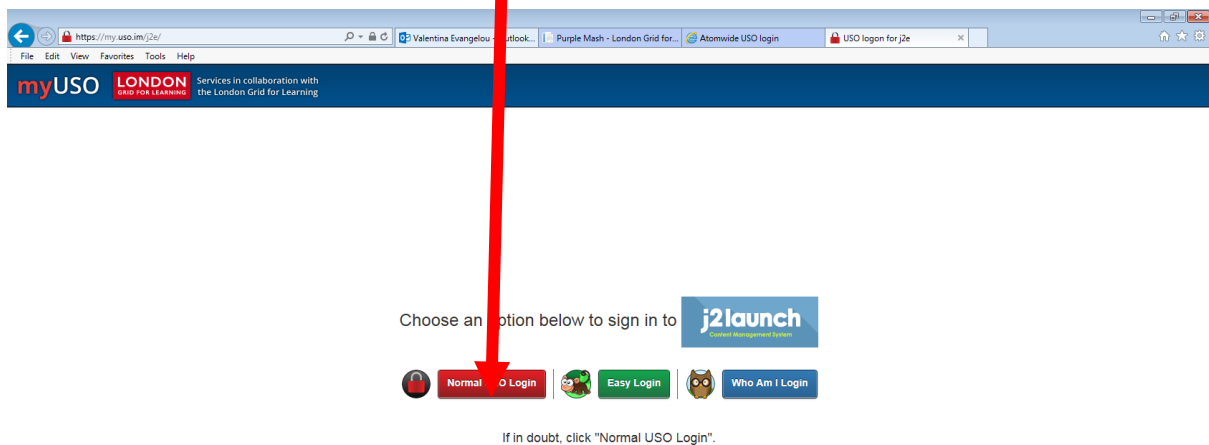 https://my.uso.im/j2e/
Valentina Evangelou - Outlook...
Purple Mash - London Grid for...
Atomwide USO login
USO logon for j2e
File Edit View Favorites Tools Help
myUSO
LONDON
GRID FOR LEARNING
Services in collaboration with
the London Grid for Learning
Choose an option below to sign in to
j2launch
Content Management System
Normal USO Login
Easy Login
Who Am I Login
If in doubt, click "Normal USO Login".